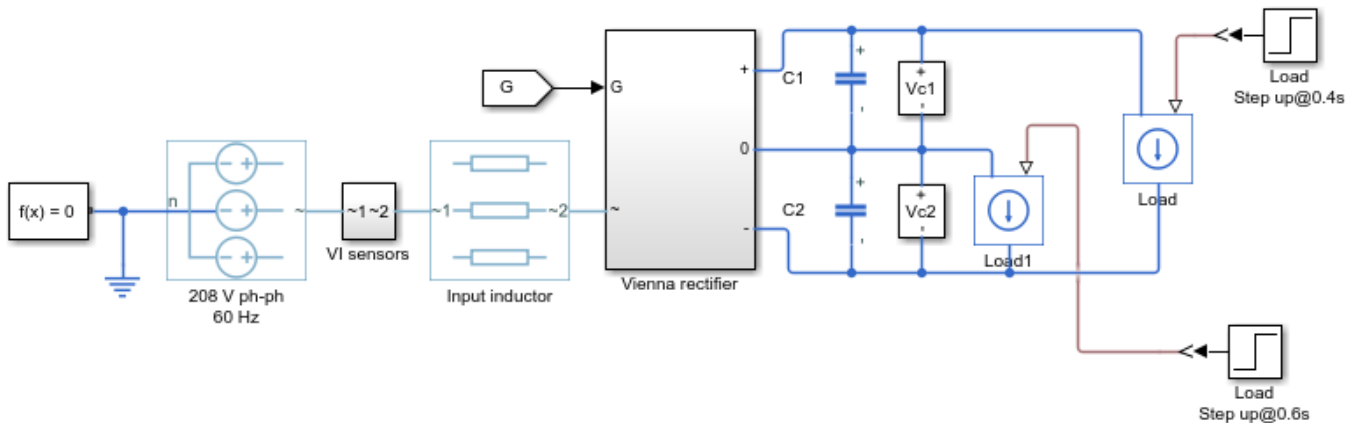 f(x) = 0
n
~
208 V ph-ph
60 Hz
~1 ~2
VI sensors
~1
~2
Input inductor
G
G
~
+
0
-
Vienna rectifier
C1
+
-
+
Vc1
-
C2
+
-
+
Vc2
-
Load1
Load
Load
Step up@0.4s
Load
Step up@0.6s